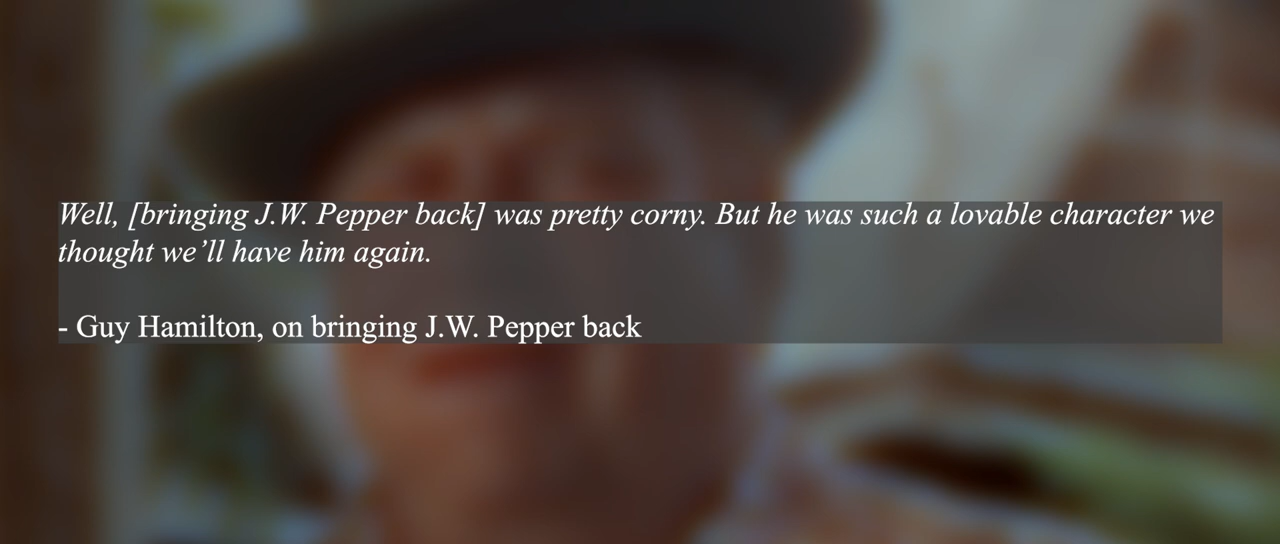 Well, [bringing J.W. Pepper back] was pretty corny. But he was such a lovable character we
thought we’ll have him again.
- Guy Hamilton, on bringing J.W. Pepper back